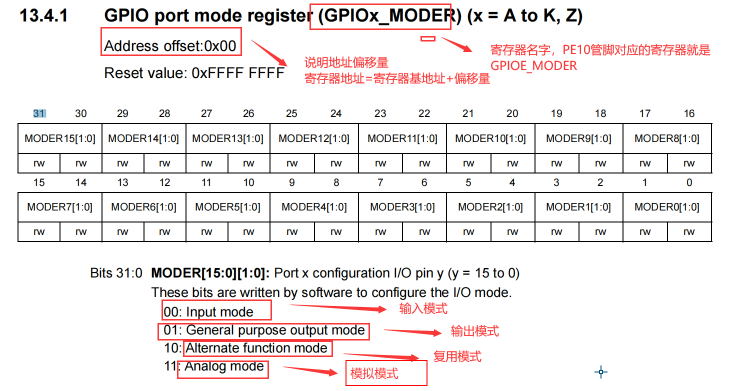 13.4.1 GPIO port mode register (GPIOx_MODER) (x = A to K, Z)
Address offset:0x00
寄存器名字，PE10管脚对应的寄存器就是
GPIOE_MODER
说明地址偏移量
寄存器地址=寄存器基地址+偏移量
Reset value: 0xFFFF FFFF
31 30 29 28 27 26 25 24 23 22 21 20 19 18 17 16
MODER15[1:0] MODER14[1:0] MODER13[1:0] MODER12[1:0] MODER11[1:0] MODER10[1:0] MODER9[1:0] MODER8[1:0]
rw rw rw rw rw rw rw rw rw rw rw rw rw rw rw rw
15 14 13 12 11 10 9 8 7 6 5 4 3 2 1 0
MODER7[1:0] MODER6[1:0] MODER5[1:0] MODER4[1:0] MODER3[1:0] MODER2[1:0] MODER1[1:0] MODER0[1:0]
rw rw rw rw rw rw rw rw rw rw rw rw rw rw rw rw
Bits 31:0 MODER[15:0][1:0]: Port x configuration I/O pin y (y = 15 to 0)
These bits are written by software to configure the I/O mode.
00: Input mode 输入模式
01: General purpose output mode 输出模式
10: Alternate function mode 复用模式
11: Analog mode 模拟模式